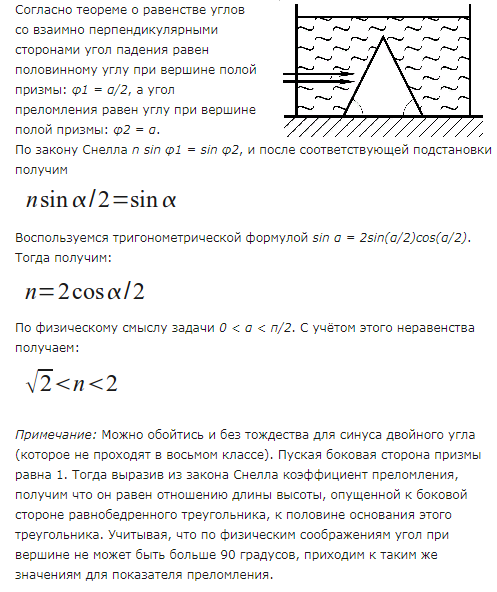 Согласно теореме о равенстве углов
со взаимно перпендикулярными
сторонами угол падения равен
половинному углу при вершине полой
призмы: φ1 = a/2, а угол
преломления равен углу при вершине
полой призмы: φ2 = a.
По закону Снелла n sin φ1 = sin φ2, и после соответствующей подстановки
получим
n sin α/2 = sin α
Воспользуемся тригонометрической формулой sin a = 2sin(a/2)cos(a/2).
Тогда получим:
n = 2 cos α/2
По физическому смыслу задачи 0 < a < π/2. С учётом этого неравенства
получаем:
√2 < n < 2
Примечание: Можно обойтись и без тождества для синуса двойного угла
(которое не проходят в восьмом классе). Пуская боковая сторона призмы
равна 1. Тогда выразив из закона Снелла коэффициент преломления,
получим что он равен отношению длины высоты, опущенной к боковой
стороне равнобедренного треугольника, к половине основания этого
треугольника. Учитывая, что по физическим соображениям угол при
вершине не может быть больше 90 градусов, приходим к таким же
значениям для показателя преломления.